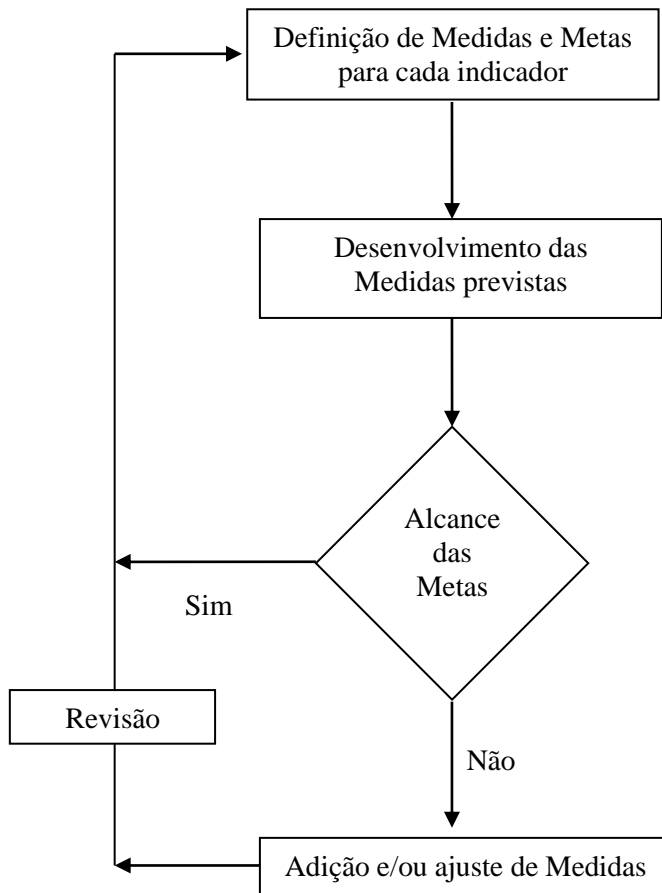 Definição de Medidas e Metas
para cada indicador
Desenvolvimento das
Medidas previstas
Alcance
das
Metas
Sim
Revisão
Não
Adição e/ou ajuste de Medidas